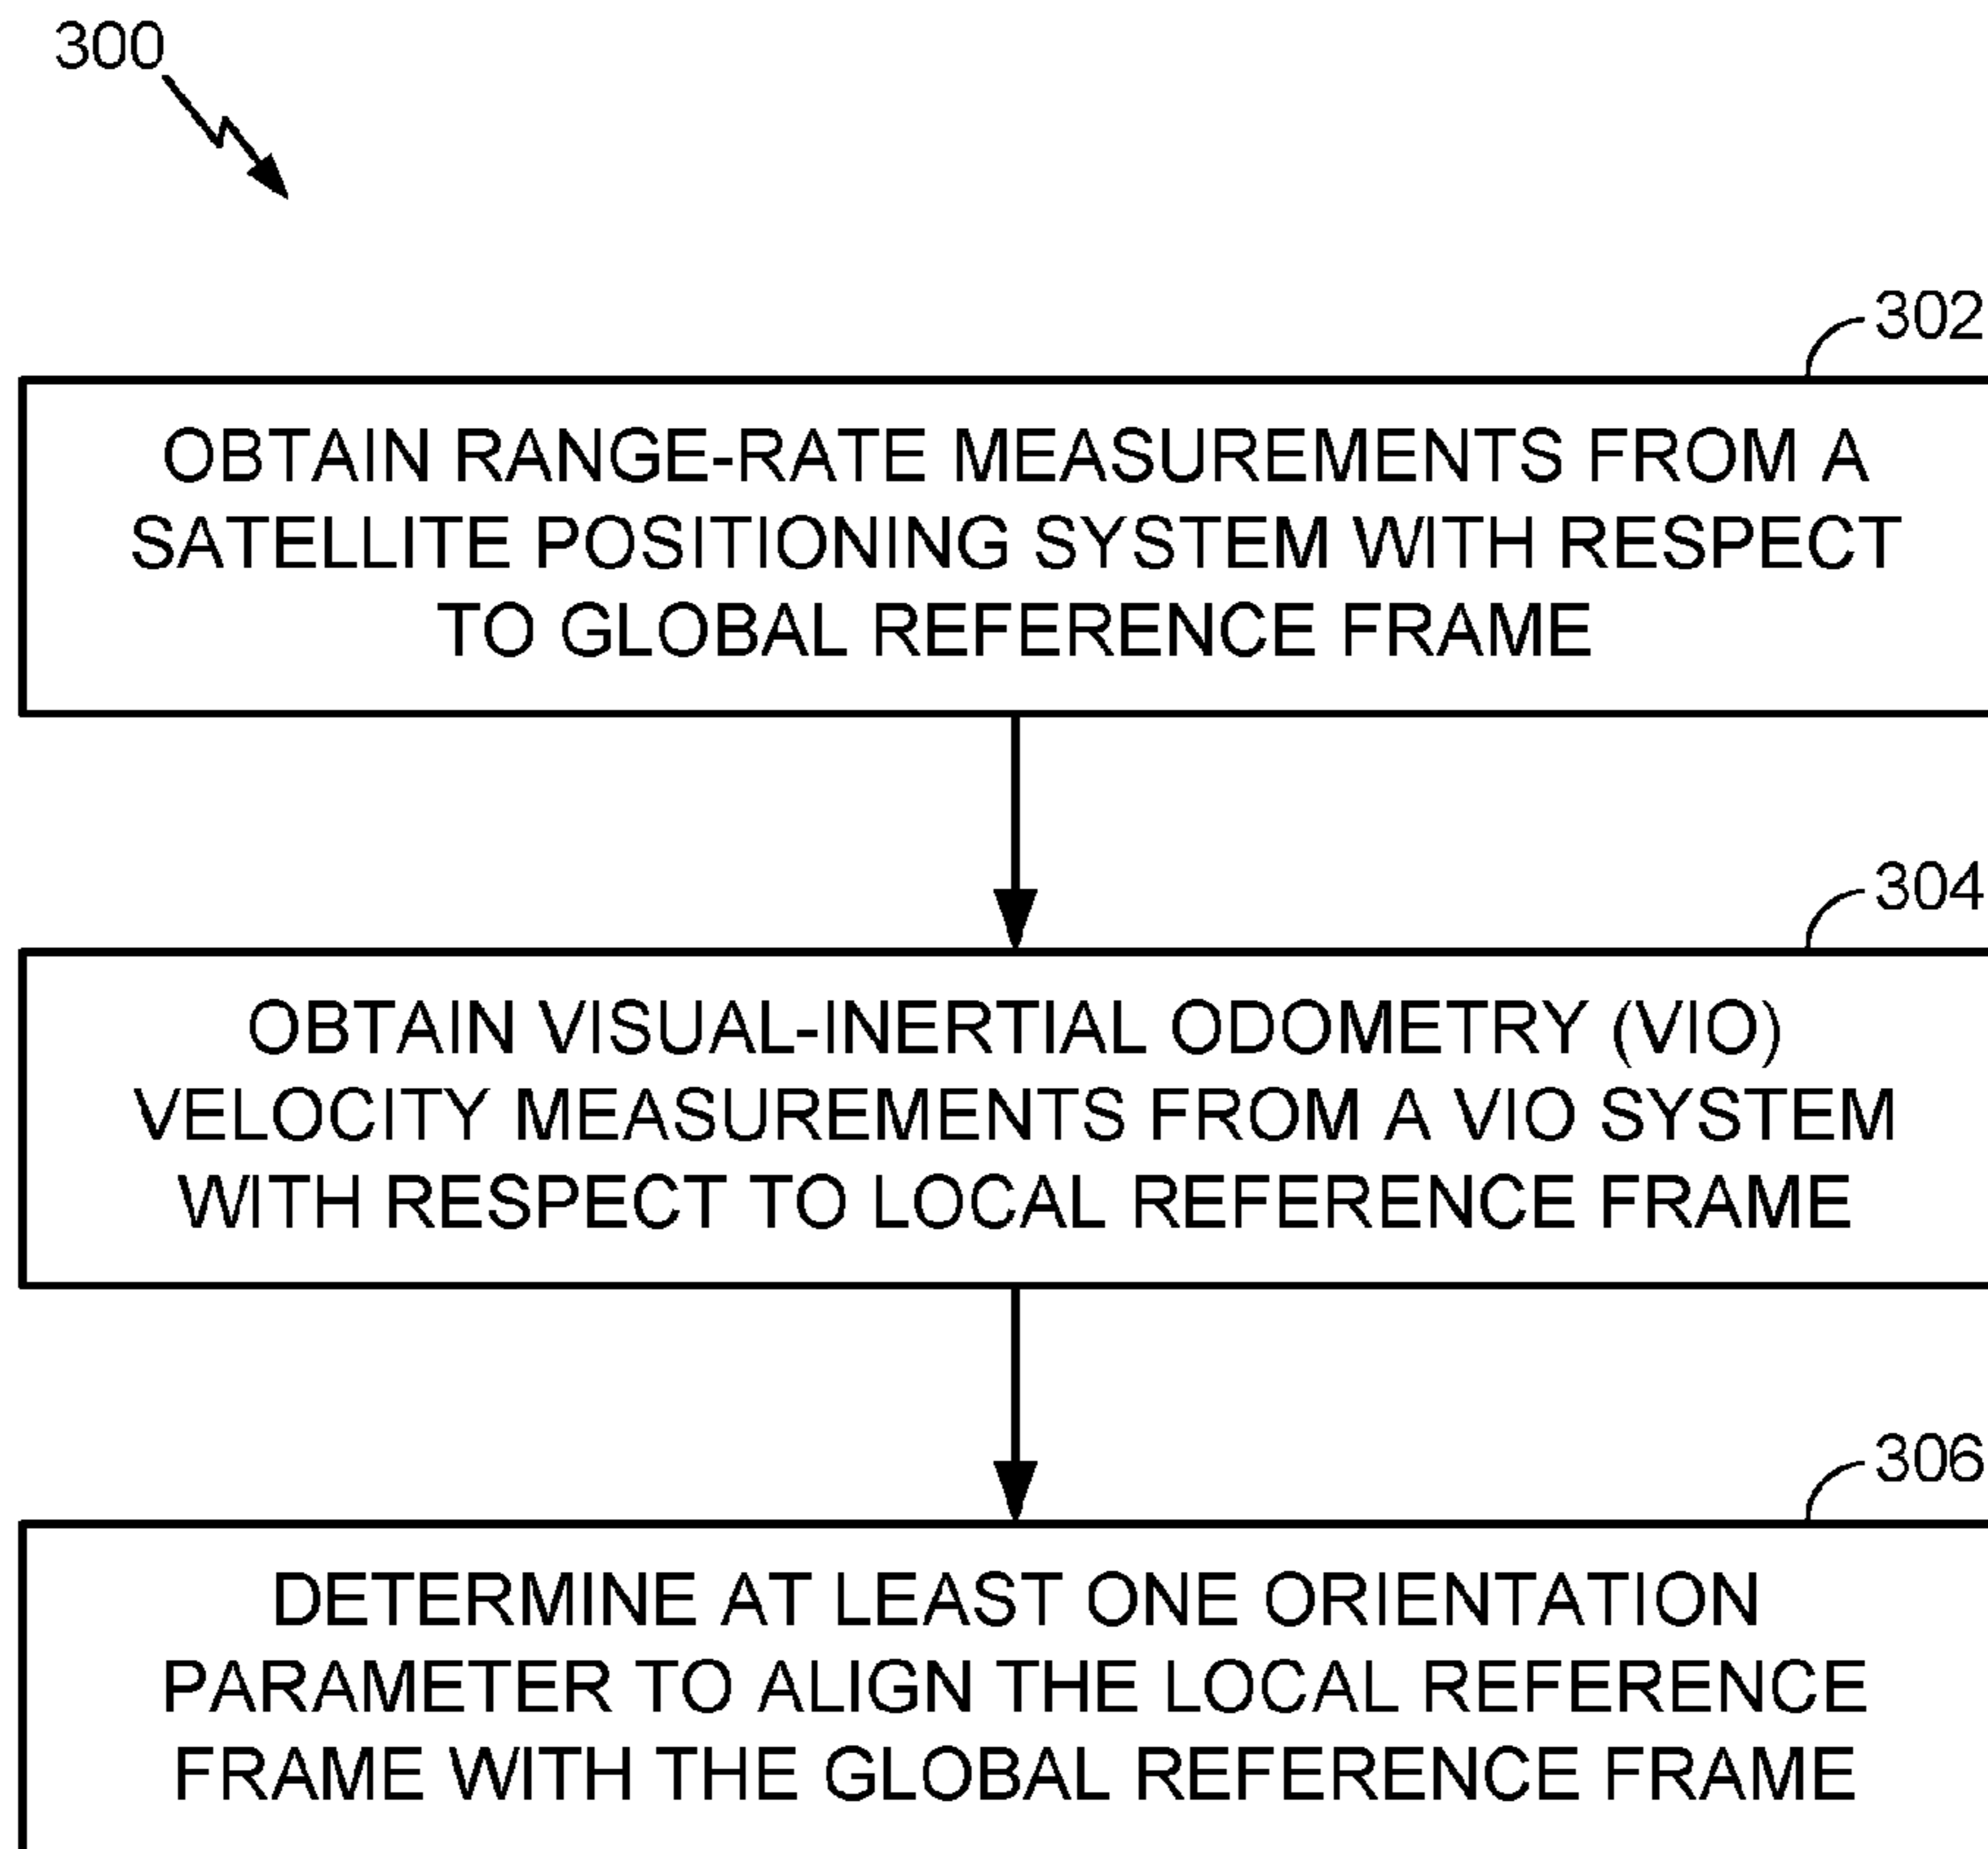 300
302
OBTAIN RANGE-RATE MEASUREMENTS FROM A
SATELLITE POSITIONING SYSTEM WITH RESPECT
TO GLOBAL REFERENCE FRAME
304
OBTAIN VISUAL-INERTIAL ODOMETRY (VIO)
VELOCITY MEASUREMENTS FROM A VIO SYSTEM
WITH RESPECT TO LOCAL REFERENCE FRAME
306
DETERMINE AT LEAST ONE ORIENTATION
PARAMETER TO ALIGN THE LOCAL REFERENCE
FRAME WITH THE GLOBAL REFERENCE FRAME